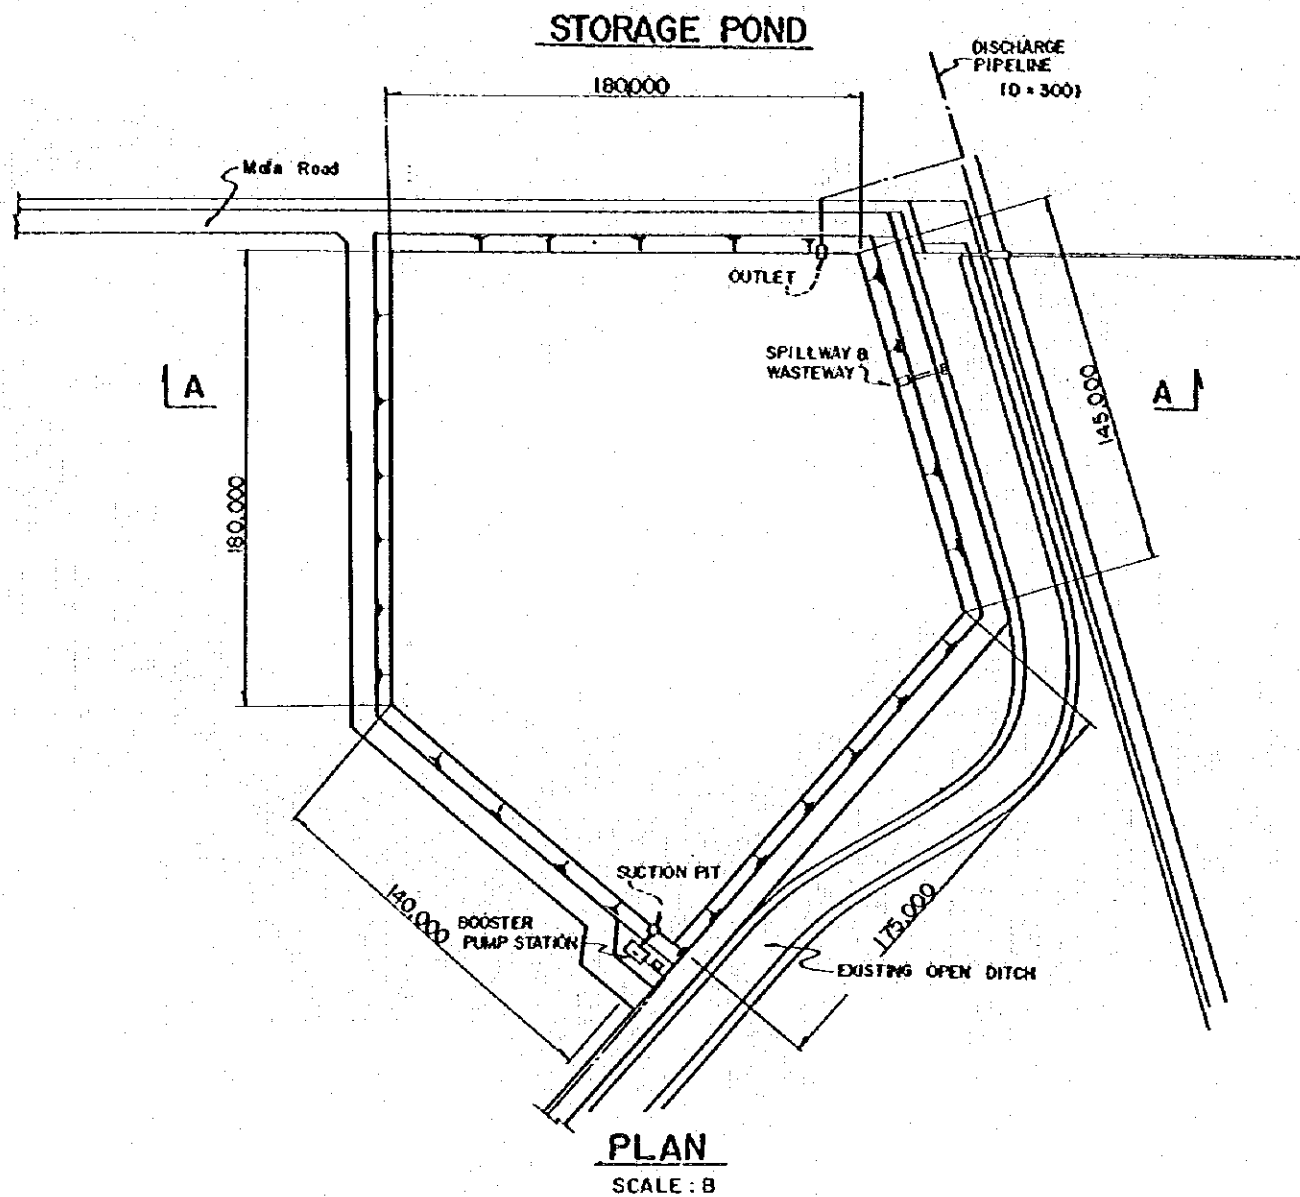 STORAGE POND
DISCHARGE
PIPELINE
(D = 300)
180,000
Main Road
OUTLET
SPILLWAY &
WASTEWAY
A
A
145,000
180,000
SUCTION PIT
140,000
BOOSTER
PUMP STATION
175,000
EXISTING OPEN DITCH
PLAN
SCALE : B